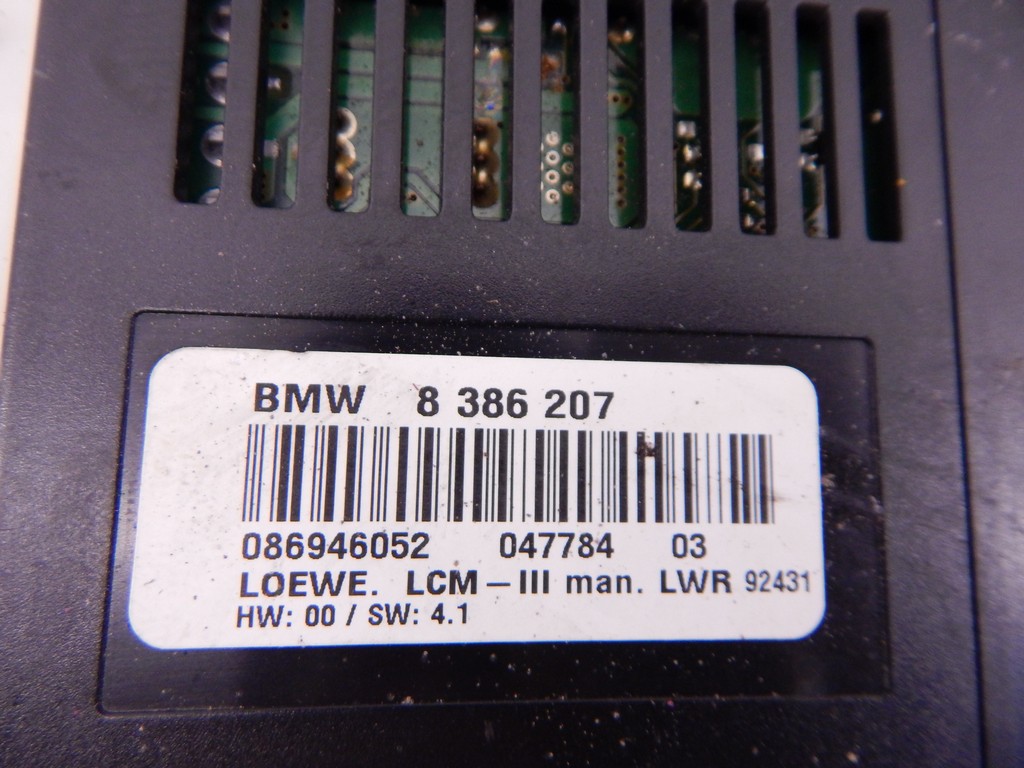 BMW 8 386 207
086946052 047784 03
LOEWE. LCM – III man. LWR 92431
HW: 00 / SW: 4.1